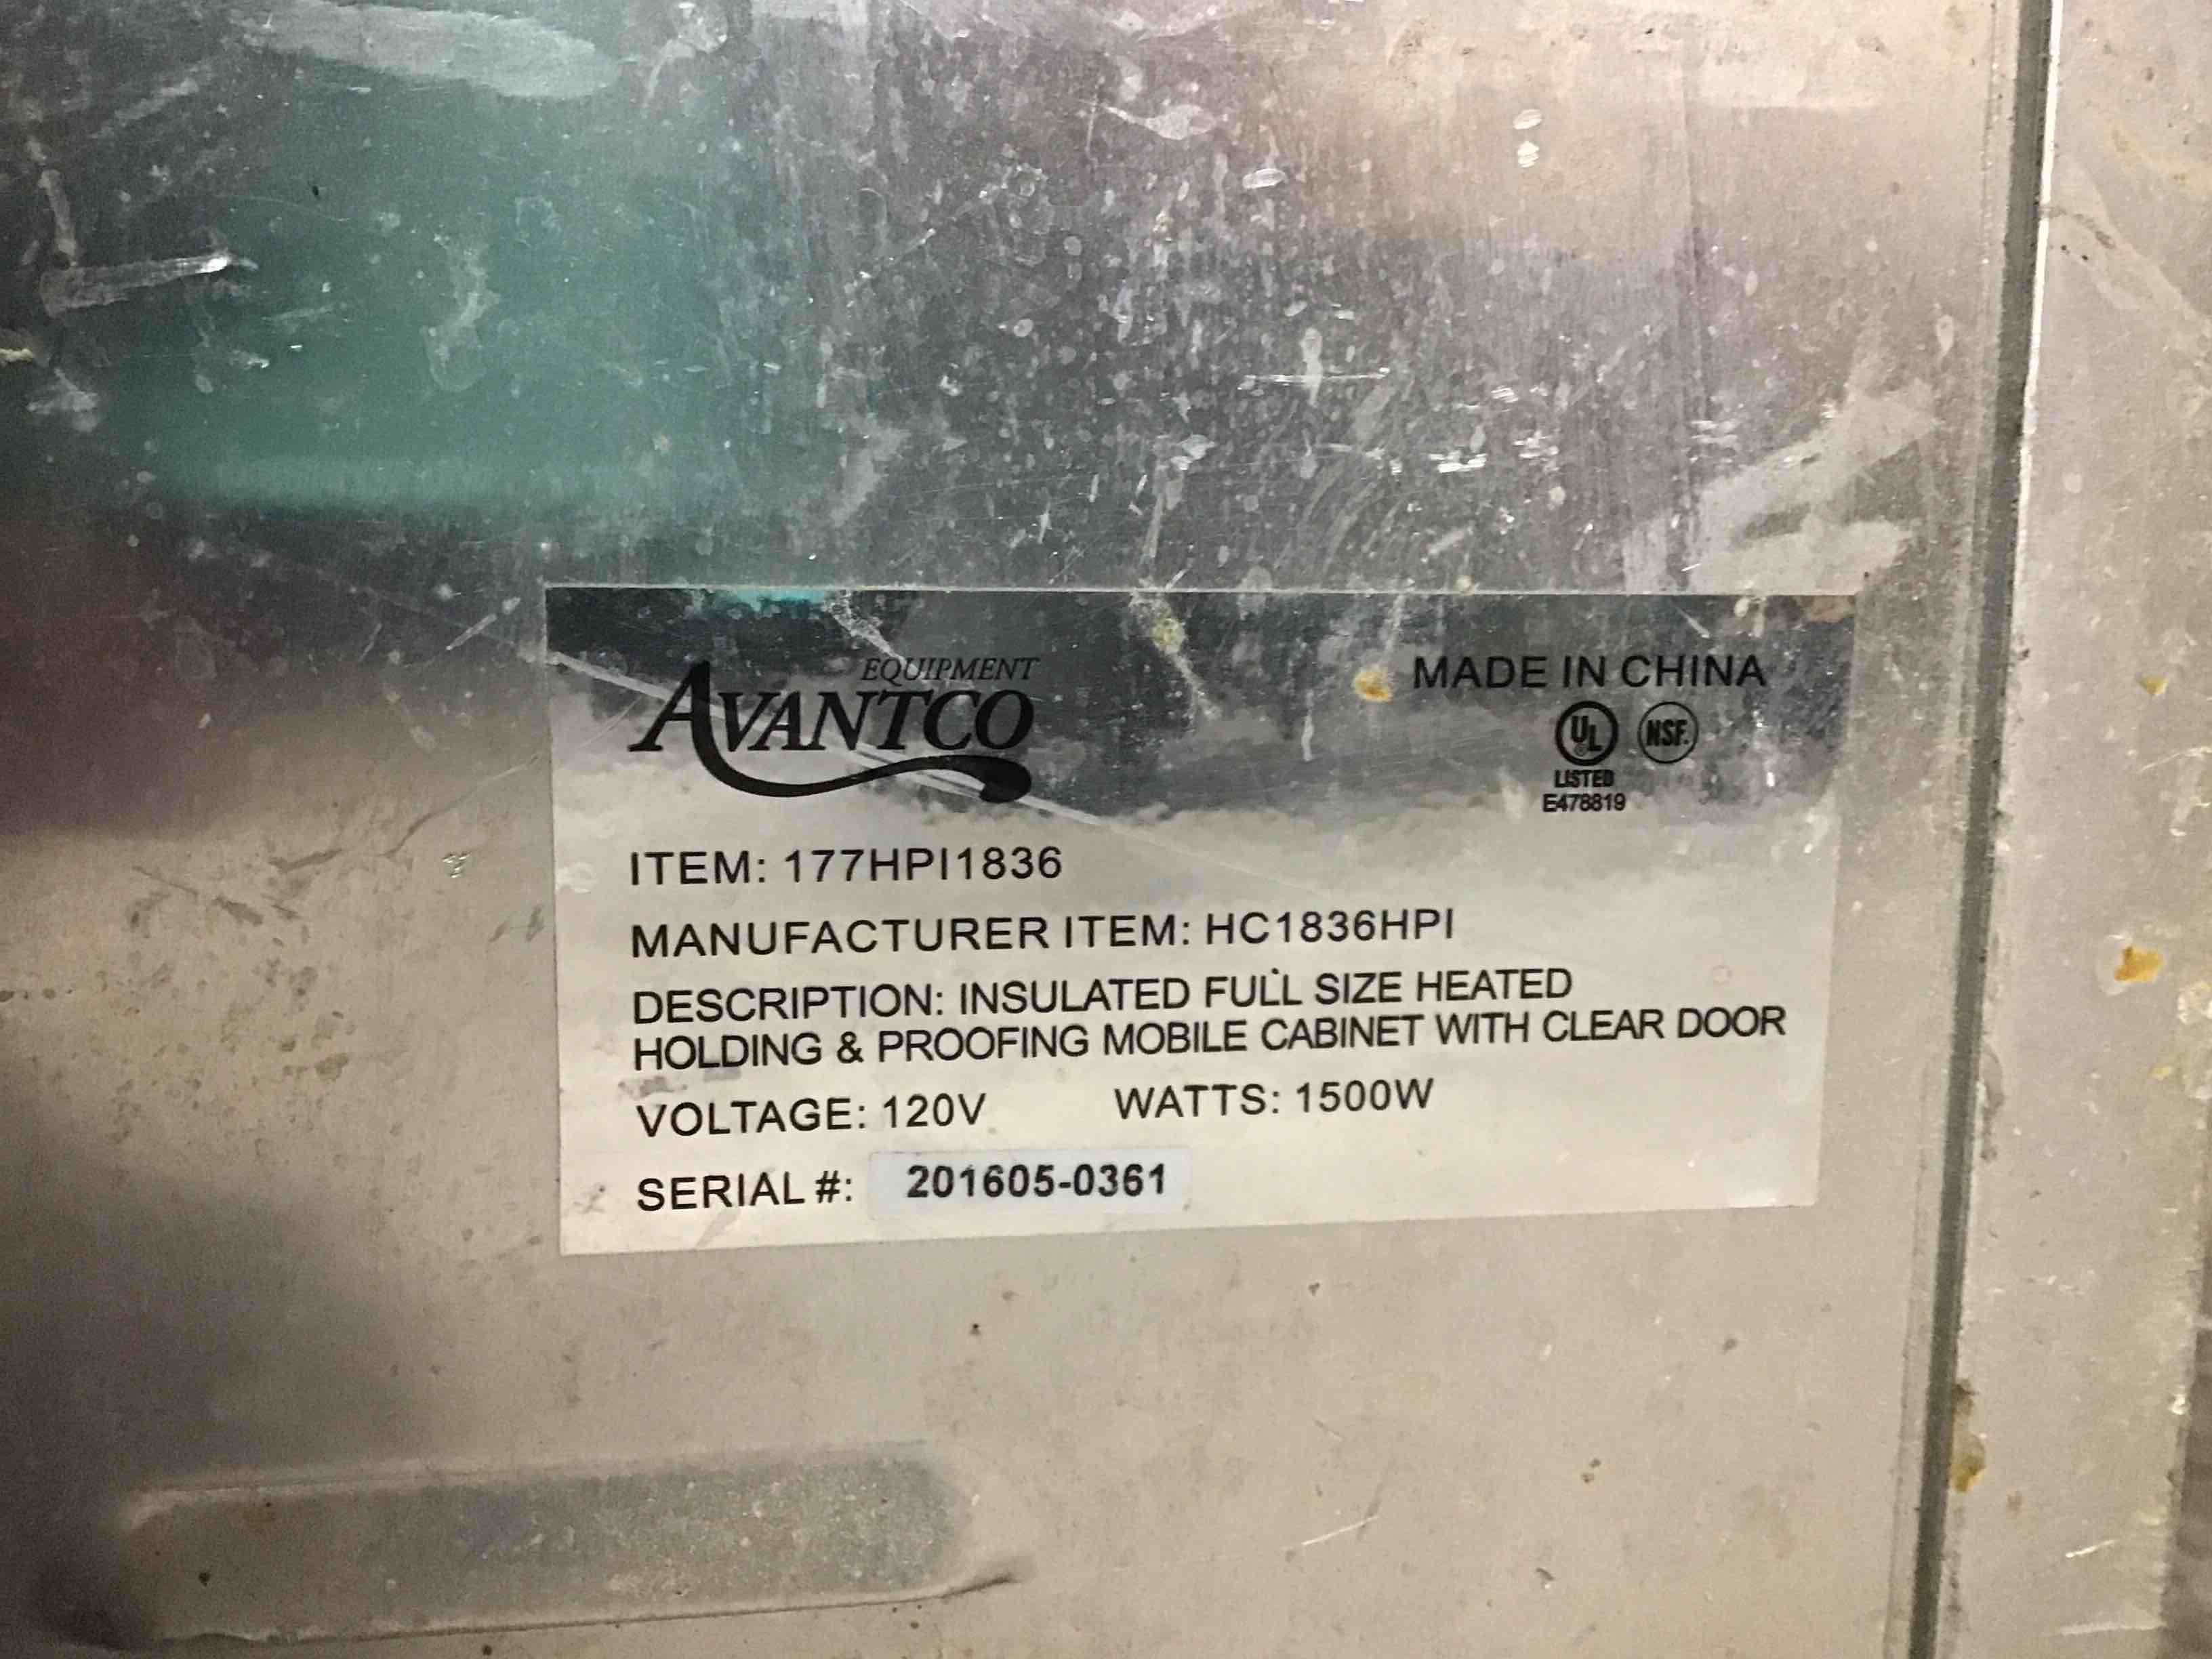 EQUIPMENT
AVANTCO
MADE IN CHINA
UL NSF.
LISTED
E478819
ITEM: 177HPI1836
MANUFACTURER ITEM: HC1836HPI
DESCRIPTION: INSULATED FULL SIZE HEATED
HOLDING & PROOFING MOBILE CABINET WITH CLEAR DOOR
VOLTAGE: 120V WATTS: 1500W
SERIAL #: 201605-0361